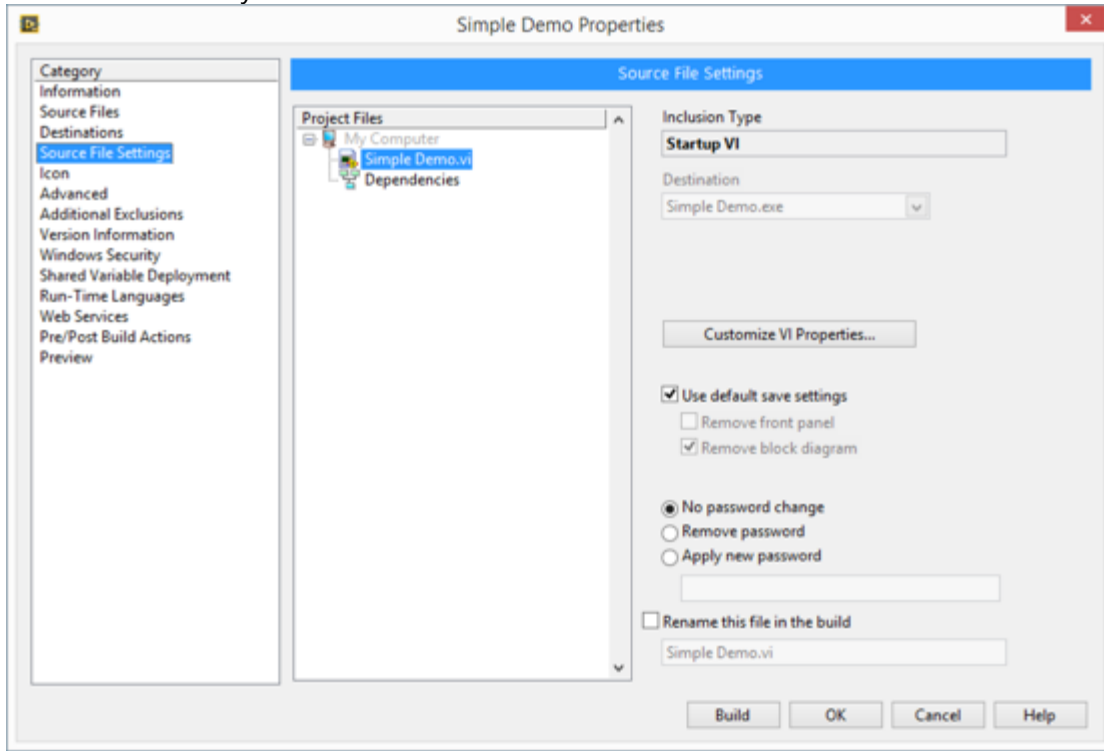 Simple Demo Properties
Category
Information
Source Files
Destinations
Source File Settings
Icon
Advanced
Additional Exclusions
Version Information
Windows Security
Shared Variable Deployment
Run-Time Languages
Web Services
Pre/Post Build Actions
Preview
Source File Settings
Project Files
My Computer
Simple Demo.vi
Dependencies
Inclusion Type
Startup VI
Destination
Simple Demo.exe
Customize VI Properties...
Use default save settings
Remove front panel
Remove block diagram
No password change
Remove password
Apply new password
Rename this file in the build
Simple Demo.vi
Build OK Cancel Help